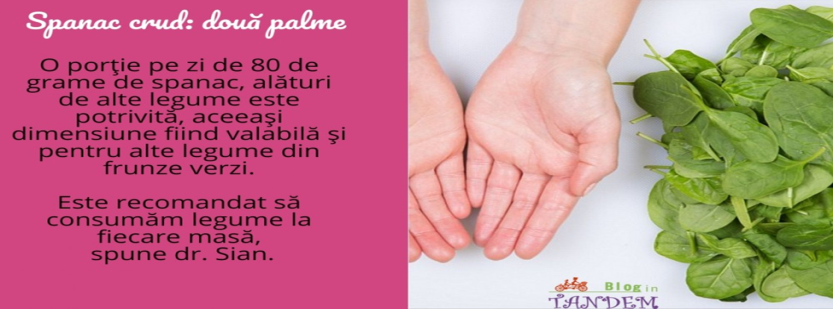 Spanac crud: două palme
O porţie pe zi de 80 de
grame de spanac, alături
de alte legume este
potrivită, aceeaşi
dimensiune fiind valabilă şi
pentru alte legume din
frunze verzi.
Este recomandat să
consumăm legume la
fiecare masă,
spune dr. Sian.
Blog in
TANDEM